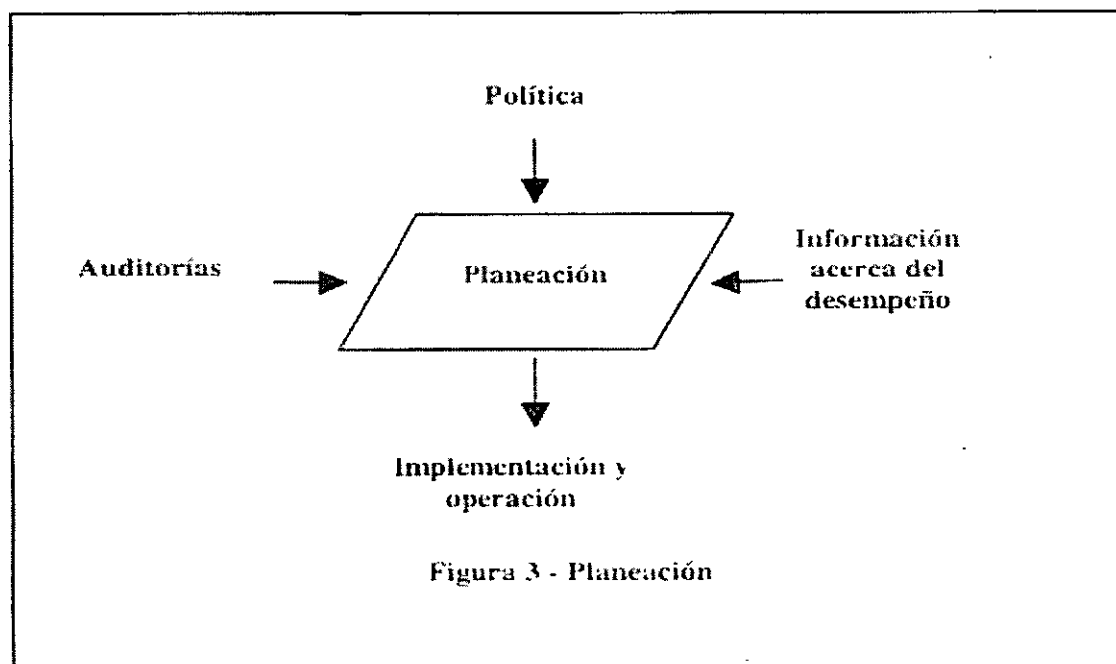 Política
Auditorías
Planeación
Información
acerca del
desempeño
Implementación y
operación
Figura 3 - Planeación